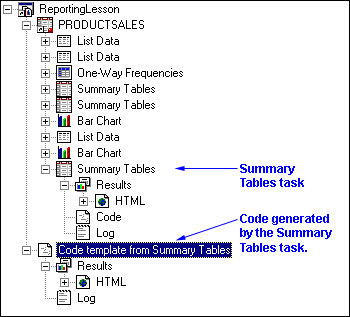 ReportingLesson
PRODUCTSALES
List Data
List Data
One-Way Frequencies
Summary Tables
Summary Tables
Bar Chart
List Data
Bar Chart
Summary Tables
Summary
Tables task
Results
HTML
Code
Log
Code generated
by the Summary
Tables task.
Code template from Summary Tables
Results
HTML
Log